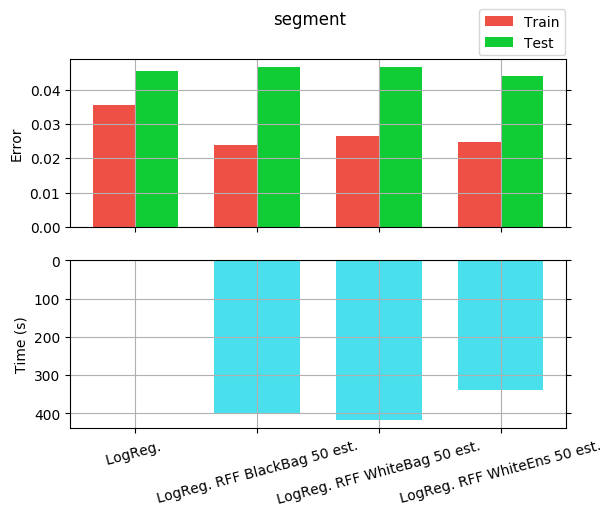 segment
Train
Test
0.04
0.03
0.02
0.01
0.00
Error
0
100
200
300
400
Time (s)
LogReg.
LogReg. RFF BlackBag 50 est.
LogReg. RFF WhiteBag 50 est.
LogReg. RFF WhiteEns 50 est.